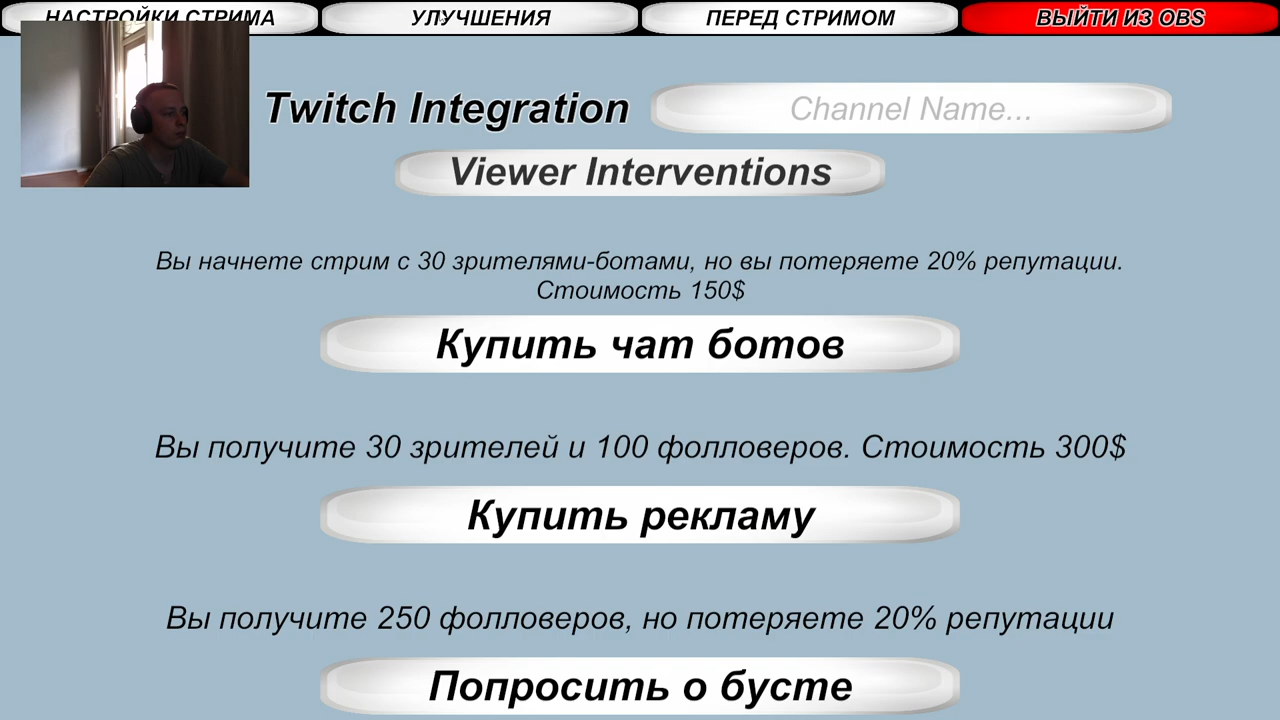 НАСТРОЙКИ СТРИМА
УЛУЧШЕНИЯ
ПЕРЕД СТРИМОМ
ВЫЙТИ ИЗ OBS
Twitch Integration
Channel Name...
Viewer Interventions
Вы начнете стрим с 30 зрителями-ботами, но вы потеряете 20% репутации.
Стоимость 150$
Купить чат ботов
Вы получите 30 зрителей и 100 фолловеров. Стоимость 300$
Купить рекламу
Вы получите 250 фолловеров, но потеряете 20% репутации
Попросить о бусте